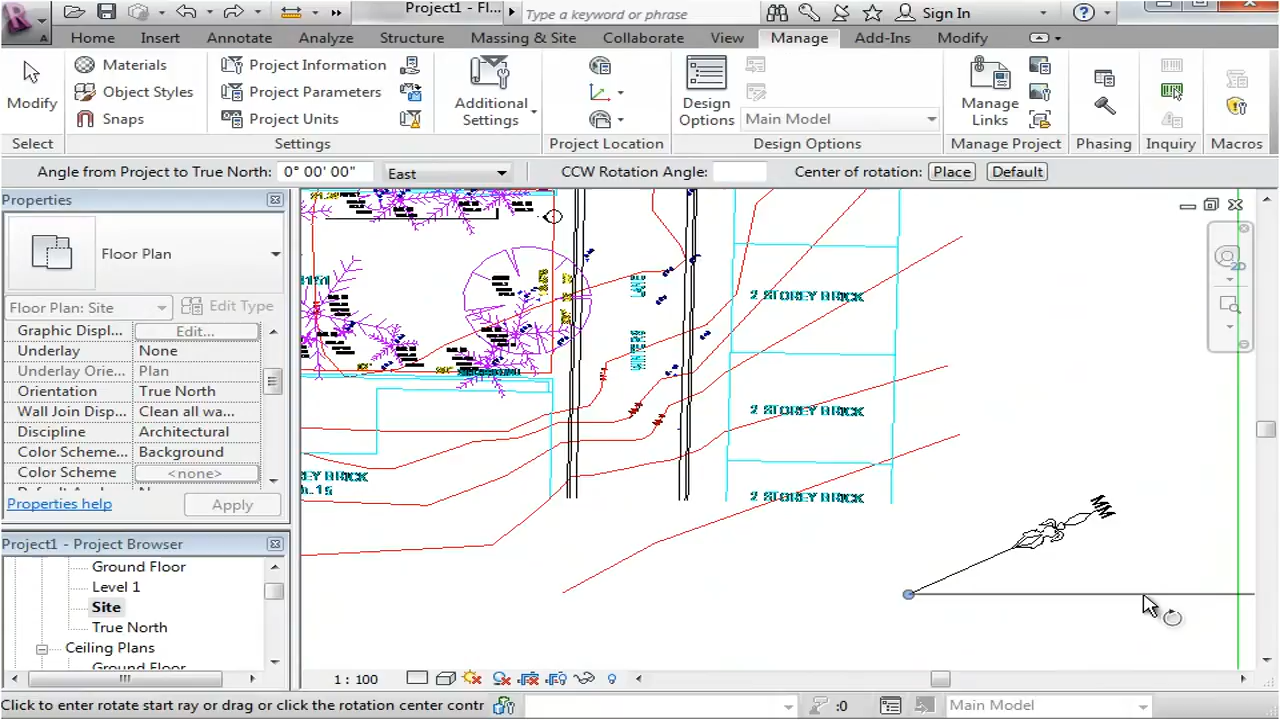 Project1 - Fl...
Type a keyword or phrase
Sign In
Home Insert Annotate Analyze Structure Massing & Site Collaborate View Manage Add-Ins Modify
Modify
Materials
Object Styles
Snaps
Project Information
Project Parameters
Project Units
Additional
Settings
Design
Options
Main Model
Manage
Links
Select Settings Project Location Design Options Manage Project Phasing Inquiry Macros
Angle from Project to True North: 0° 00' 00" East CCW Rotation Angle: Center of rotation: Place Default
Properties
Floor Plan
Floor Plan: Site Edit Type
Graphic Displ... Edit...
Underlay None
Underlay Orie... Plan
Orientation True North
Wall Join Disp... Clean all wa...
Discipline Architectural
Color Scheme... Background
Color Scheme <none>
Properties help Apply
Project1 - Project Browser
Ground Floor
Level 1
Site
True North
Ceiling Plans
Ground Floor
2 STOREY BRICK
2 STOREY BRICK
2 STOREY BRICK
REY BRICK
1 : 100
Click to enter rotate start ray or drag or click the rotation center contr
:0
Main Model